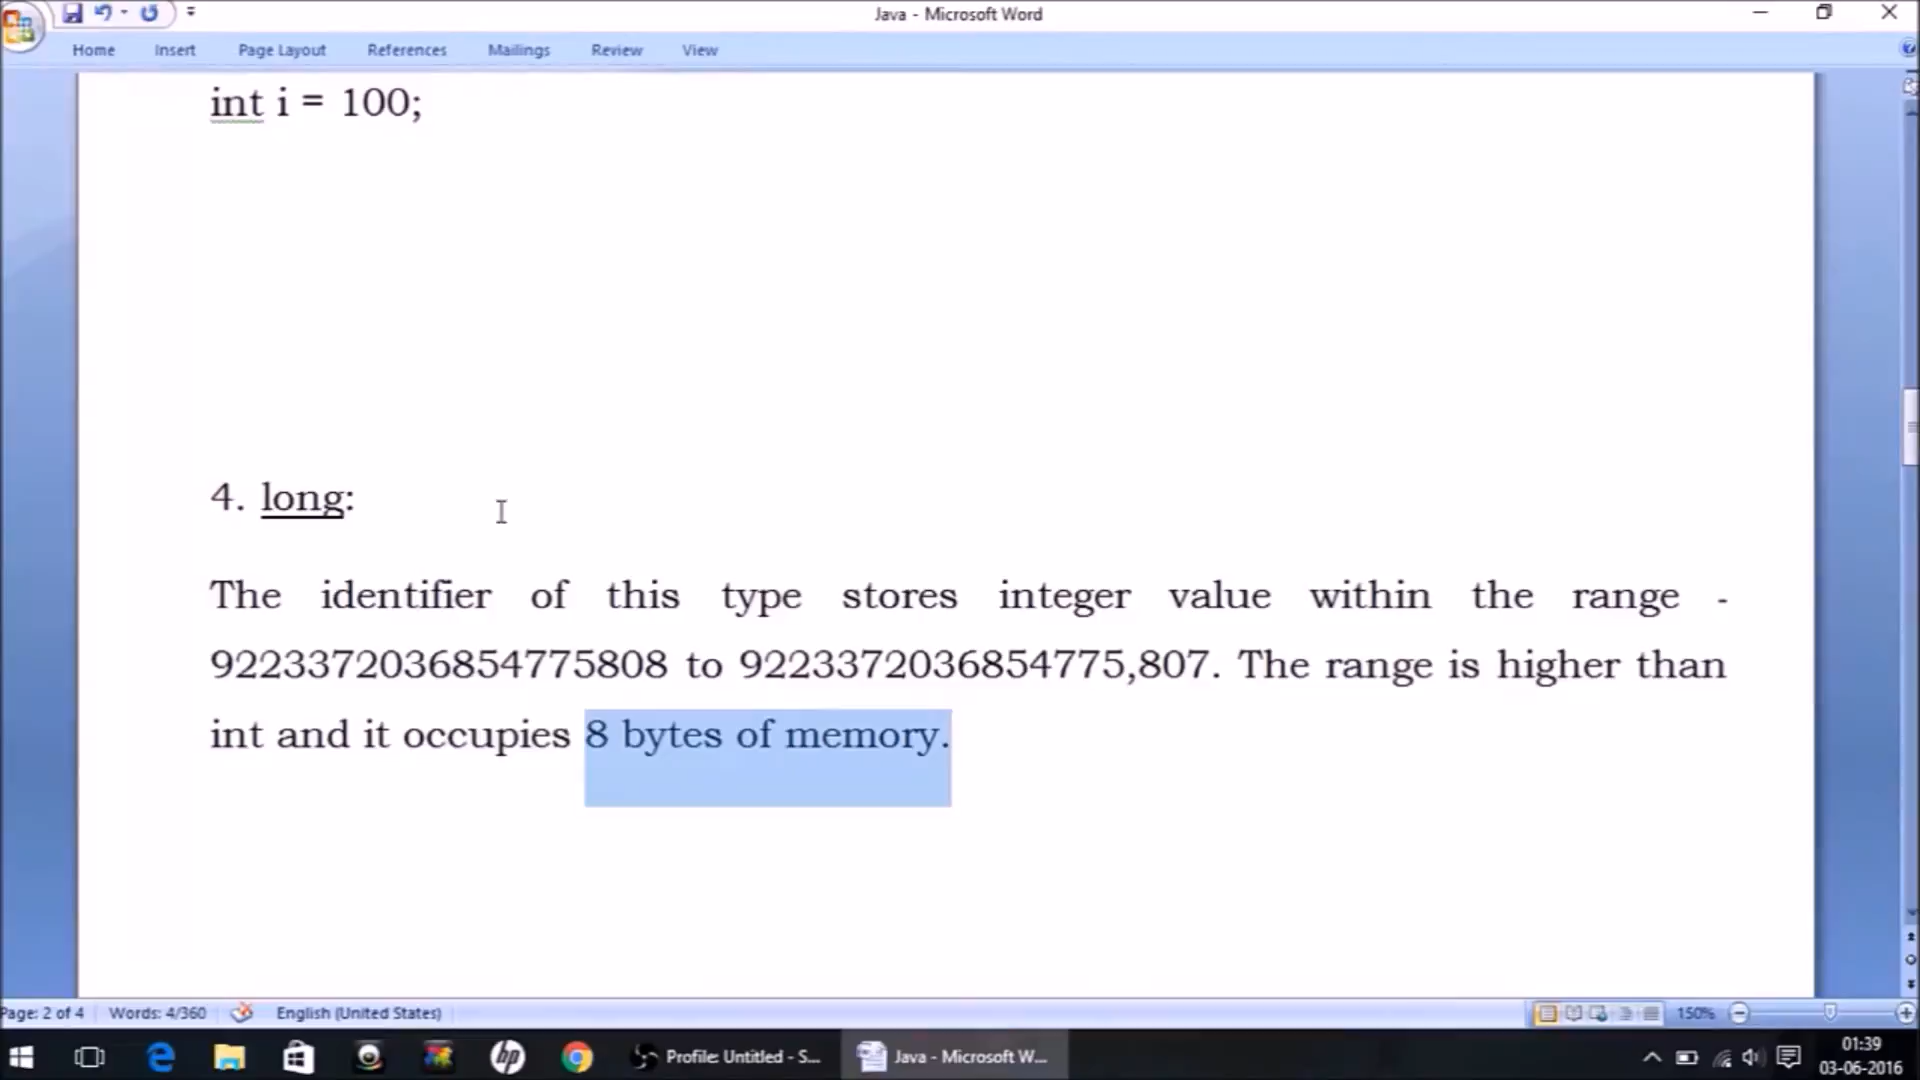 Java - Microsoft Word
Home Insert Page Layout References Mailings Review View
int i = 100;
4. long:
The identifier of this type stores integer value within the range -
9223372036854775808 to 9223372036854775,807. The range is higher than
int and it occupies 8 bytes of memory.
Page: 2 of 4 Words: 4/360 English (United States) 150%
Profile: Untitled - S... Java - Microsoft W... 01:39
03-06-2016